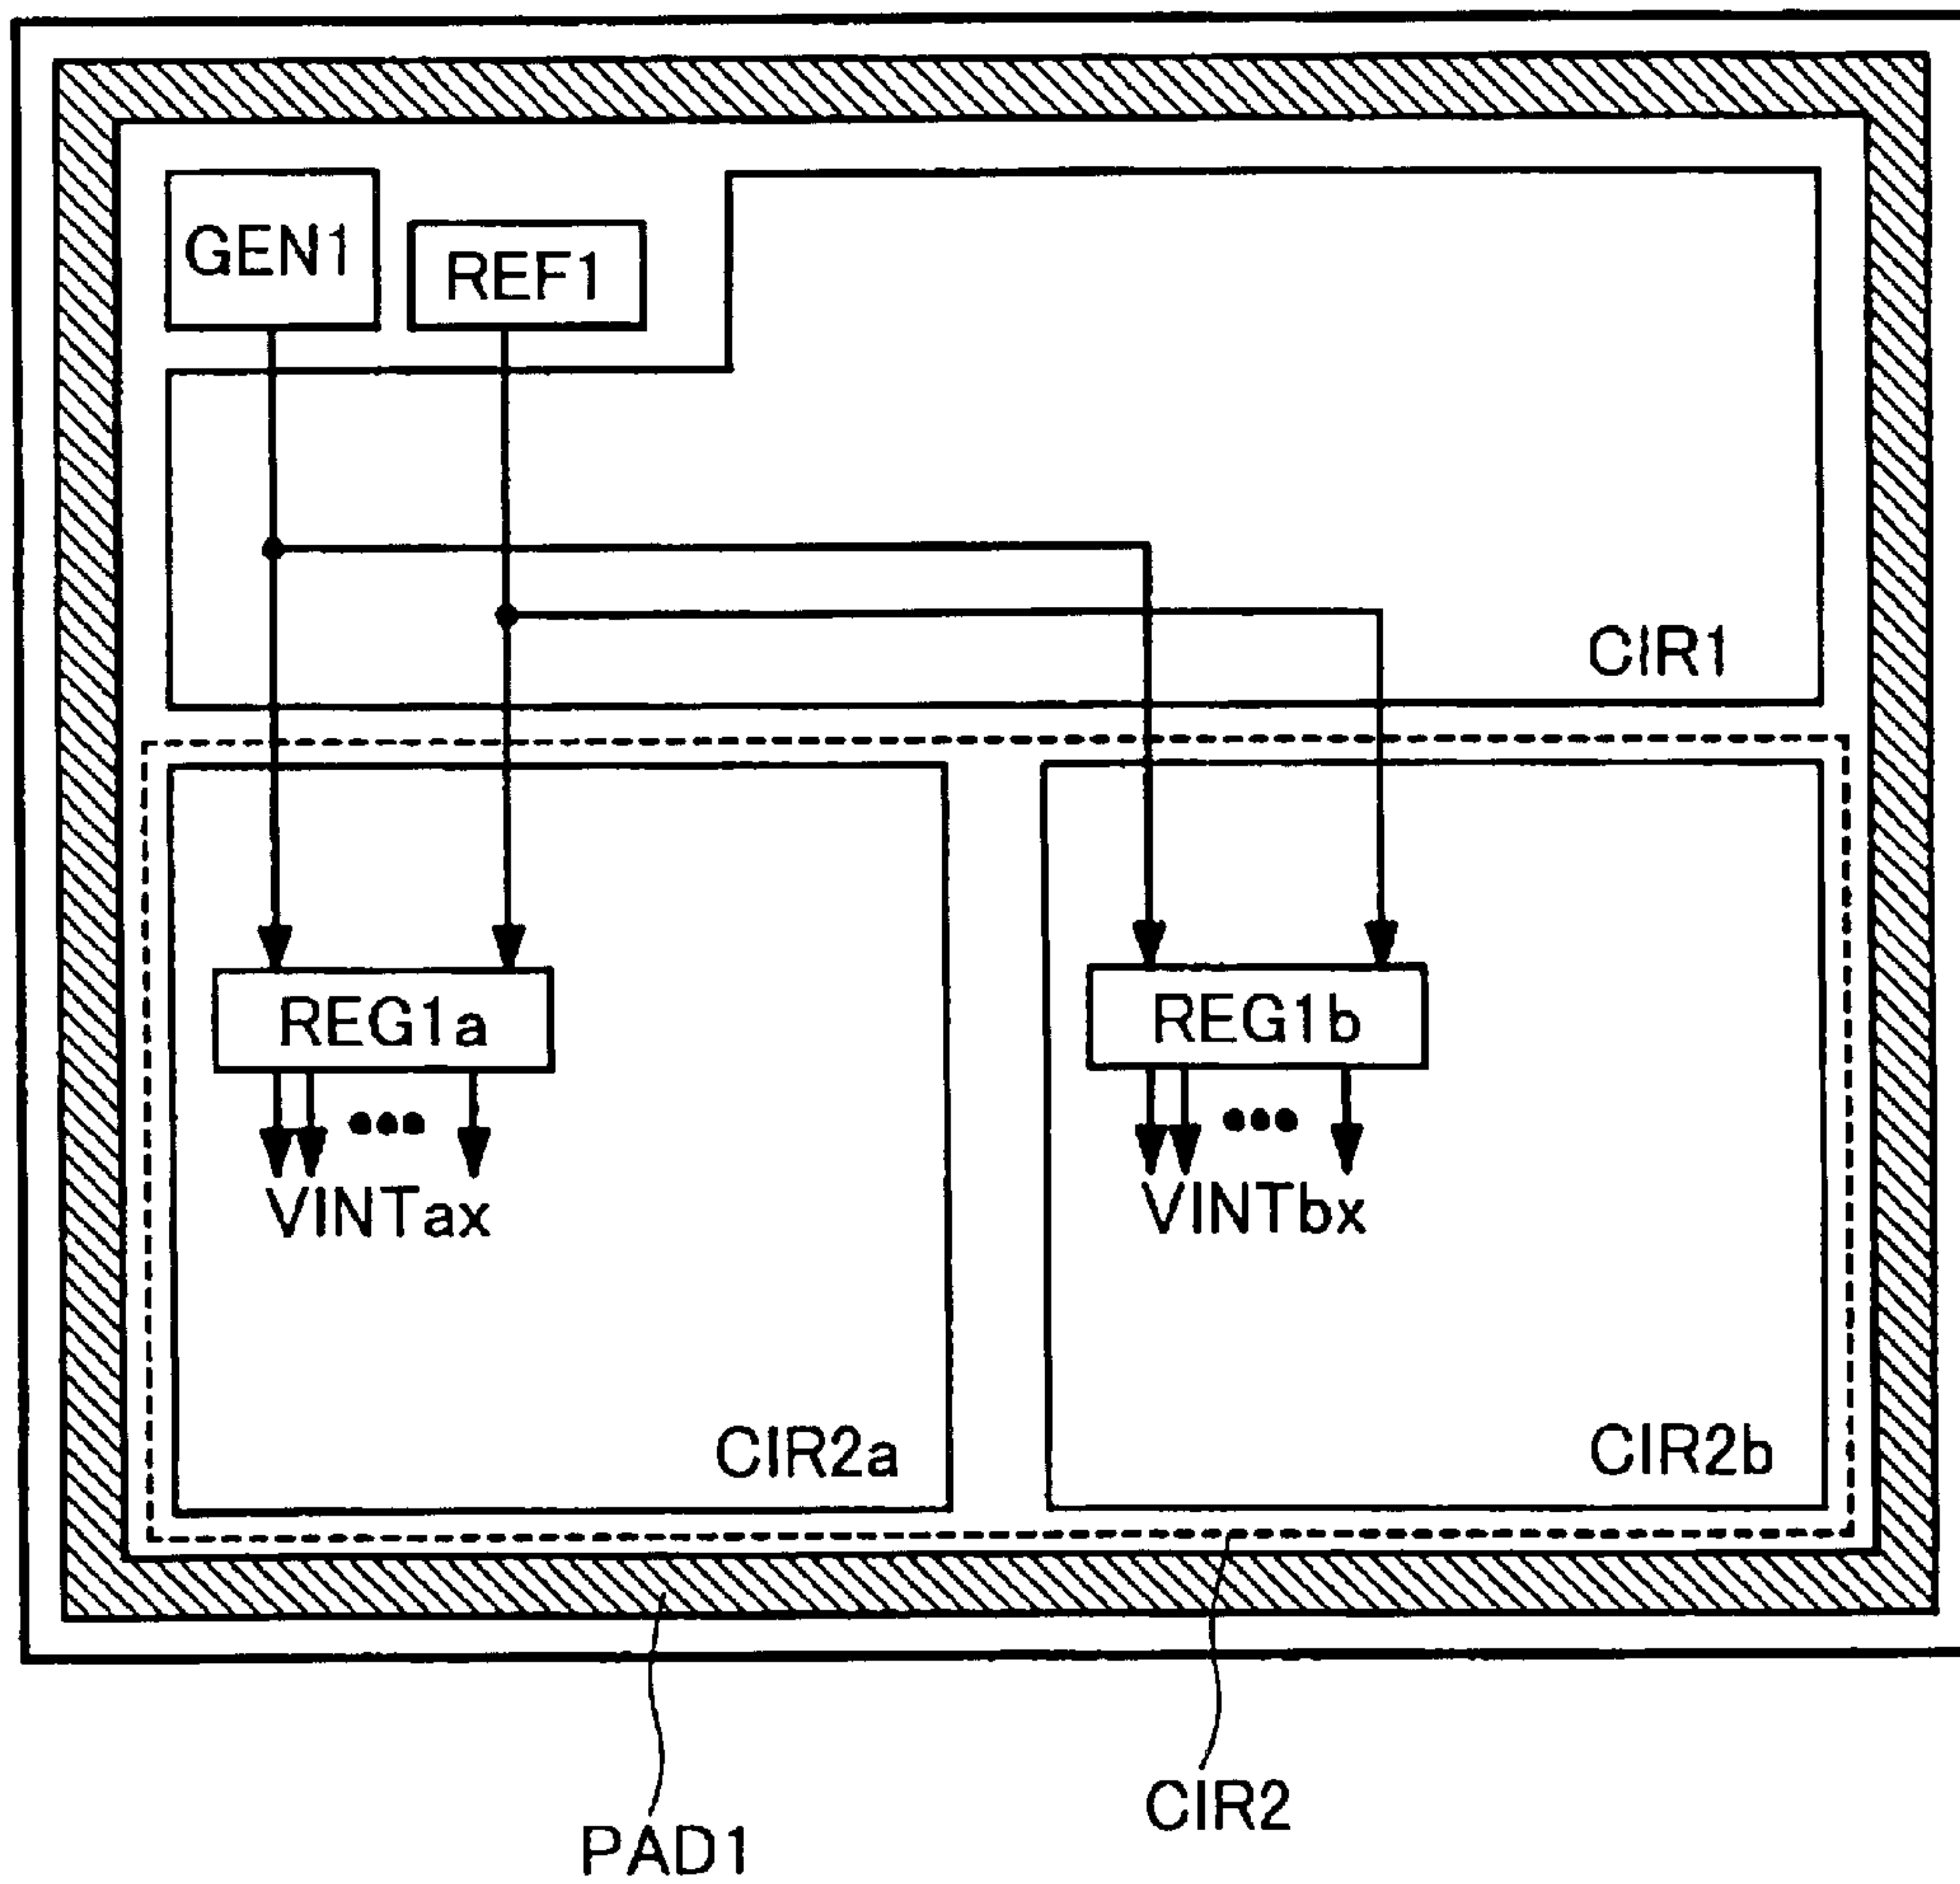 GEN1
REF1
CIR1
REG1a
REG1b
VINTax
VINTbx
CIR2a
CIR2b
CIR2
PAD1